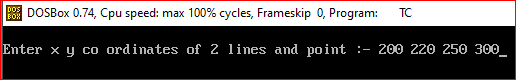 DOSBox 0.74, Cpu speed: max 100% cycles, Frameskip 0, Program: TC
Enter x y co ordinates of 2 lines and point :- 200 220 250 300_